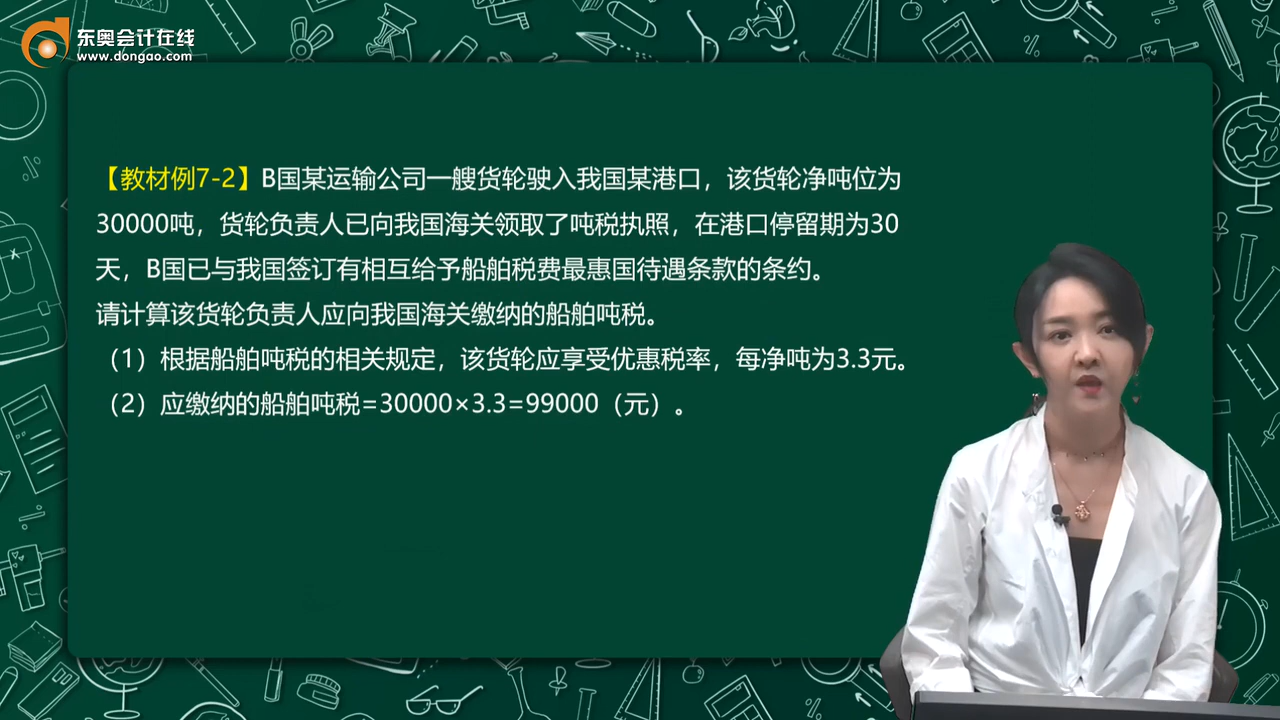 东奥会计在线
www.dongao.com
【教材例7-2】B国某运输公司一艘货轮驶入我国某港口，该货轮净吨位为
30000吨，货轮负责人已向我国海关领取了吨税执照，在港口停留期为30
天，B国已与我国签订有相互给予船舶税费最惠国待遇条款的条约。
请计算该货轮负责人应向我国海关缴纳的船舶吨税。
（1）根据船舶吨税的相关规定，该货轮应享受优惠税率，每净吨为3.3元。
（2）应缴纳的船舶吨税=30000×3.3=99000（元）。